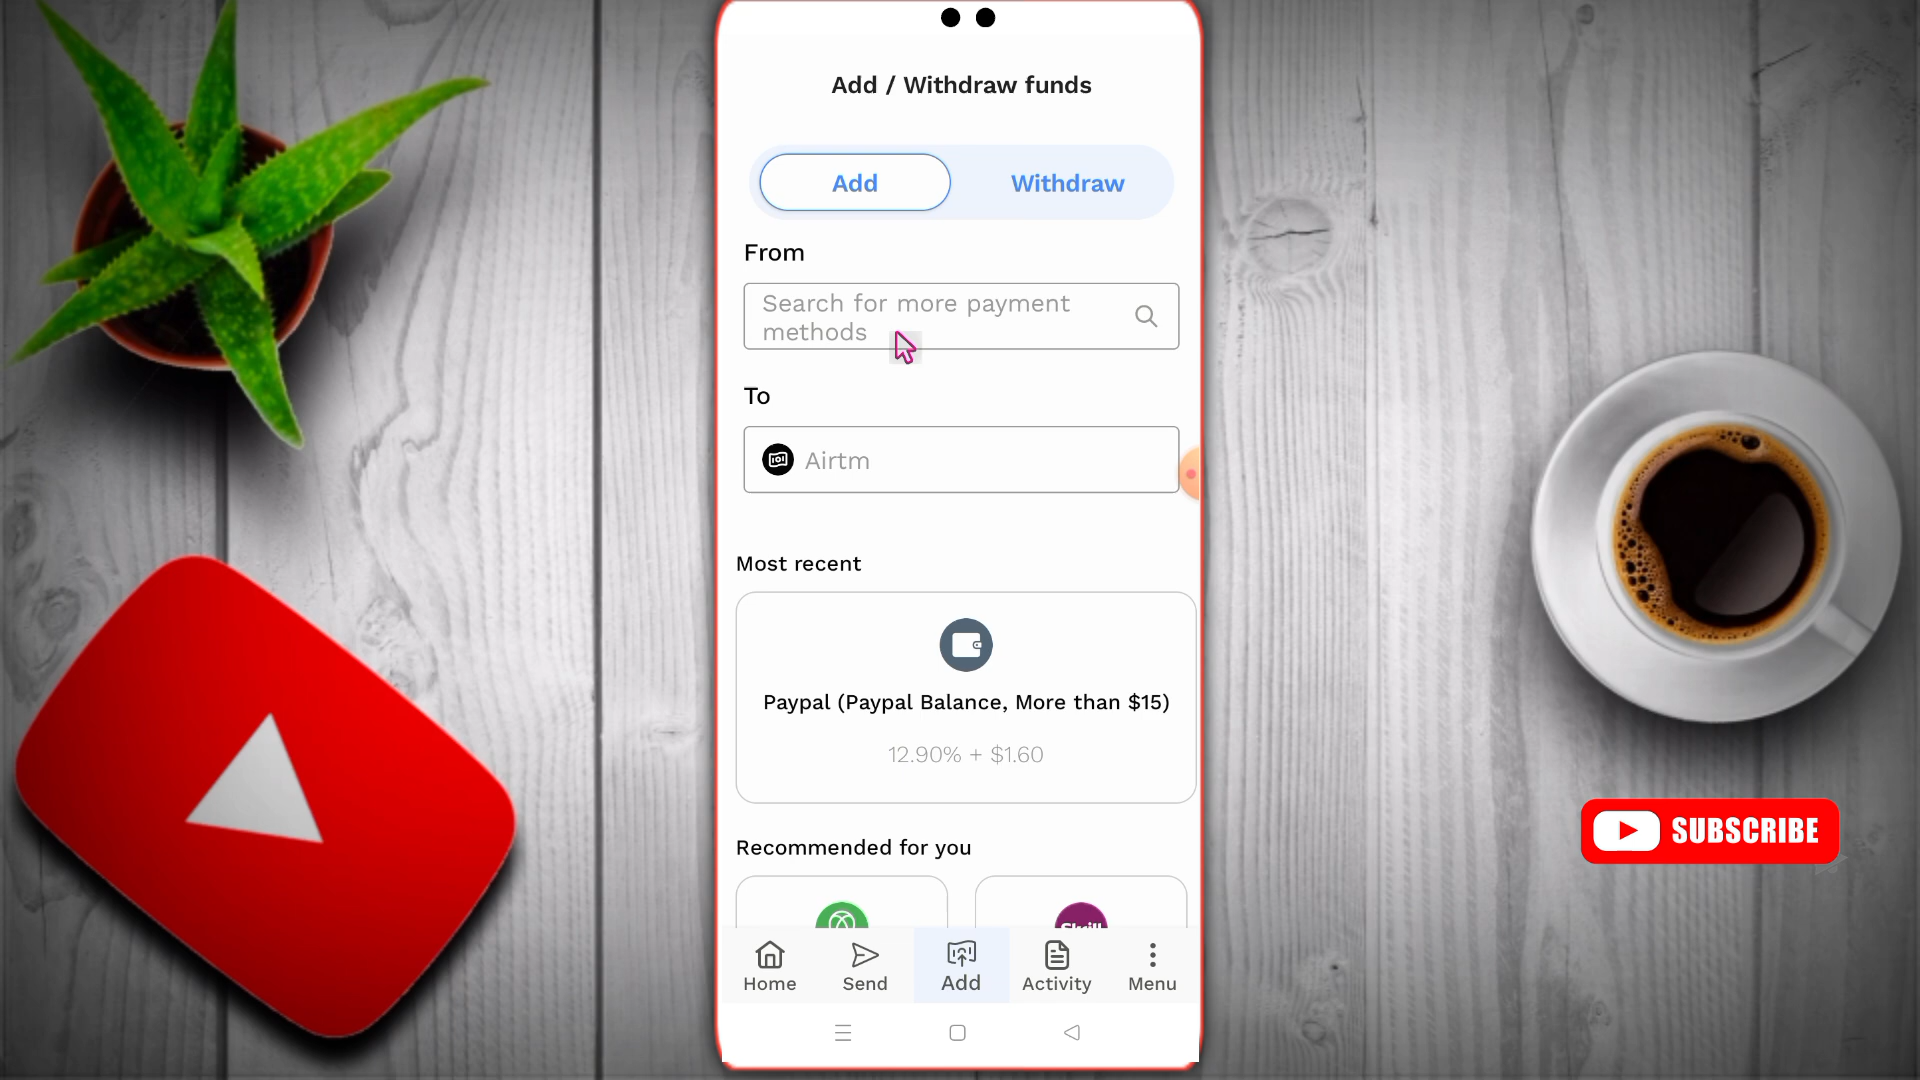 Add / Withdraw funds
Add
Withdraw
From
Search for more payment
methods
To
Airtm
Most recent
Paypal (Paypal Balance, More than $15)
12.90% + $1.60
Recommended for you
Skrill
Home
Send
Add
Activity
Menu
SUBSCRIBE